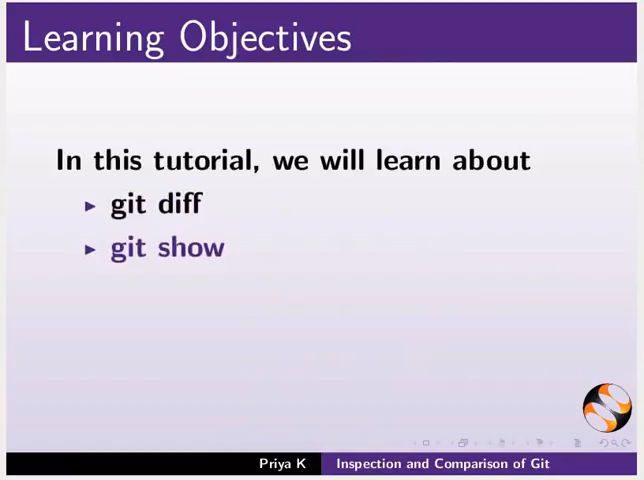 Learning Objectives
In this tutorial, we will learn about
git diff
git show
Priya K
Inspection and Comparison of Git